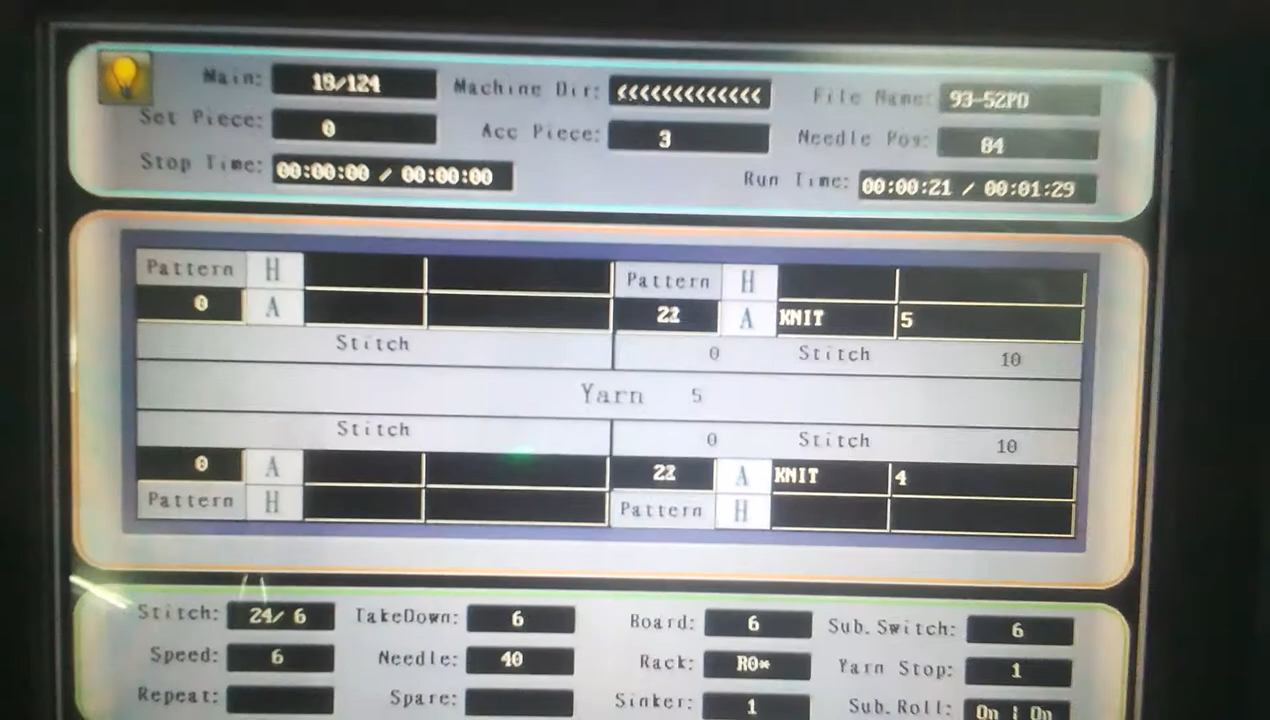 Main: 18/124 Machine Dir: <<<<<<<<<<<<< File Name: 93-52PO
Set Piece: 0 Acc Piece: 3 Needle Pos: 84
Stop Time: 00:00:00 / 00:00:00 Run Time: 00:00:21 / 00:01:29
Pattern H Pattern H
0 A 22 A KNIT 5
Stitch 0 Stitch 10
Yarn 5
Stitch 0 Stitch 10
0 A 22 A KNIT 4
Pattern H Pattern H
Stitch: 24/ 6 TakeDown: 6 Board: 6 Sub.Switch: 6
Speed: 6 Needle: 40 Rack: R0* Yarn Stop: 1
Repeat: Spare: Sinker: 1 Sub.Roll: On | On